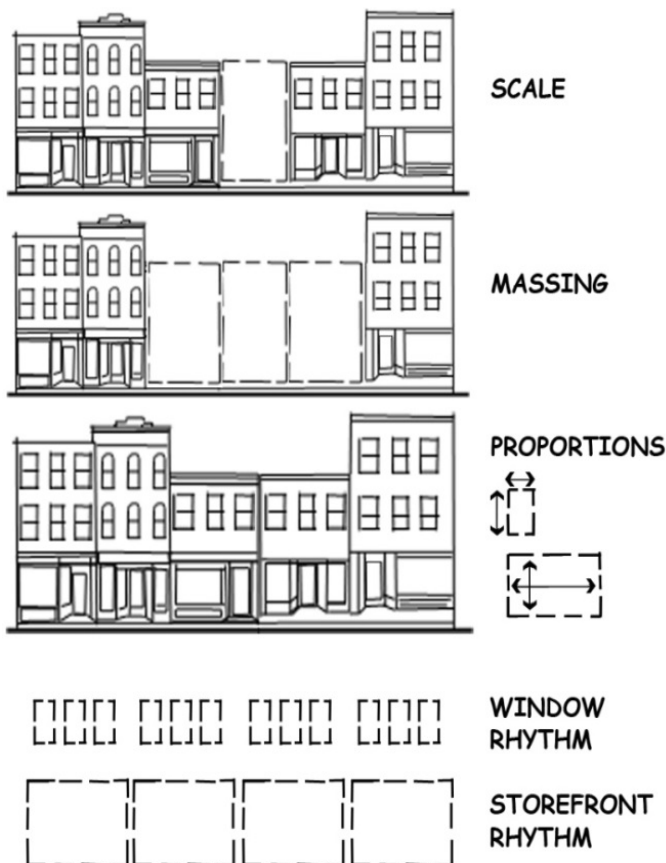 SCALE
MASSING
PROPORTIONS
WINDOW
RHYTHM
STOREFRONT
RHYTHM